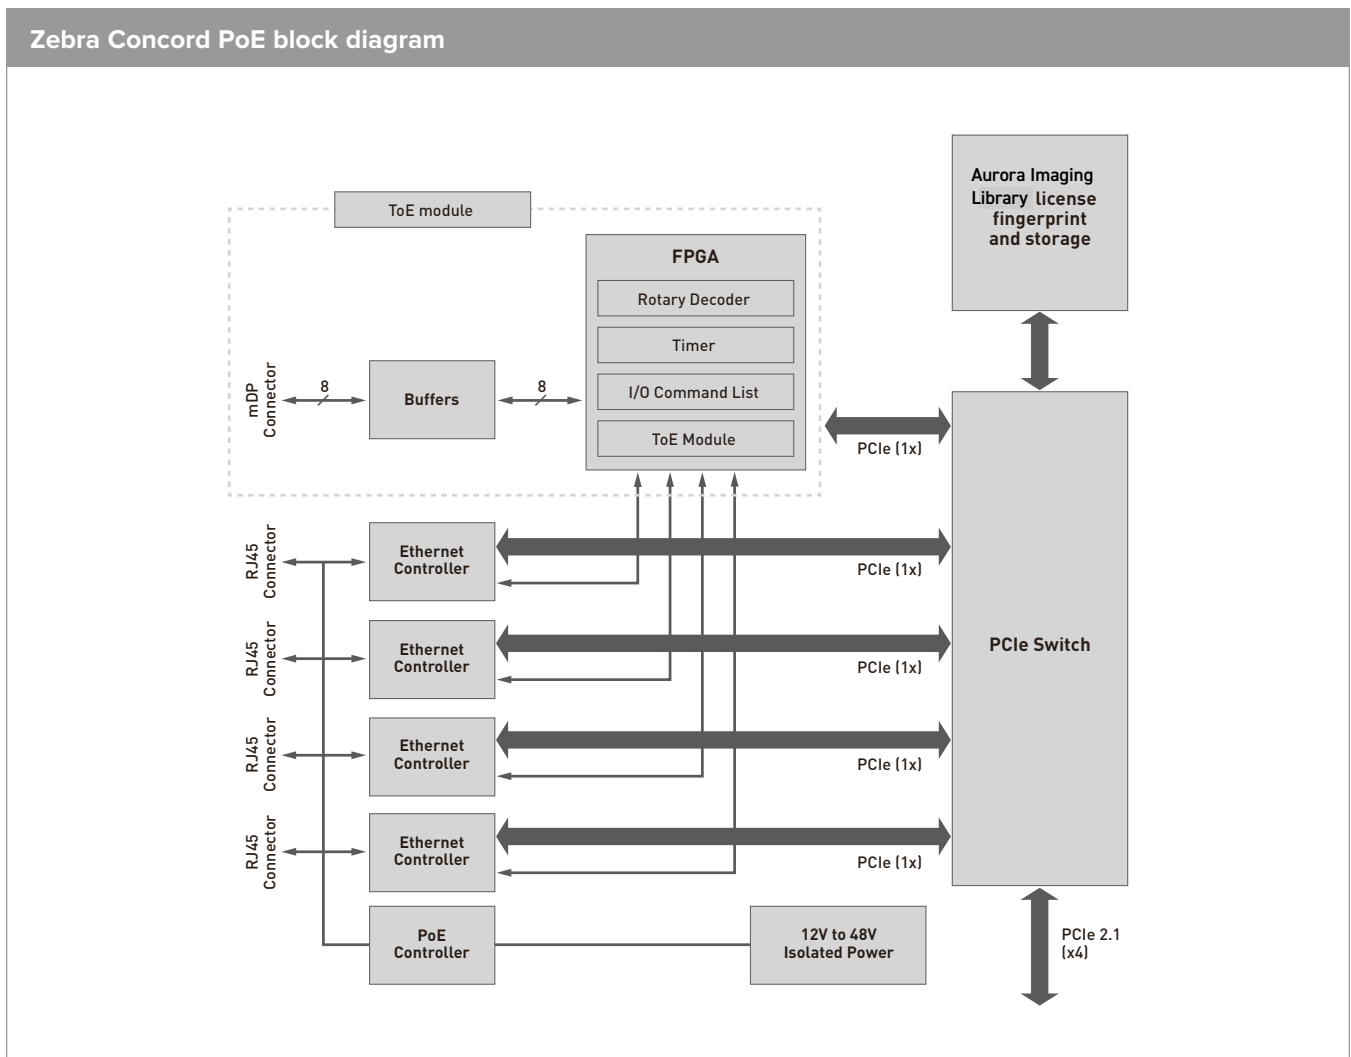 Zebra Concord PoE block diagram
Aurora Imaging
Library license
fingerprint
and storage
ToE module
FPGA
Rotary Decoder
Timer
I/O Command List
ToE Module
mDP
Connector
8
Buffers
8
PCIe (1x)
RJ45
Connector
Ethernet
Controller
PCIe (1x)
RJ45
Connector
Ethernet
Controller
PCIe (1x)
PCIe Switch
RJ45
Connector
Ethernet
Controller
PCIe (1x)
RJ45
Connector
Ethernet
Controller
PCIe (1x)
PoE
Controller
12V to 48V
Isolated Power
PCIe 2.1
(x4)